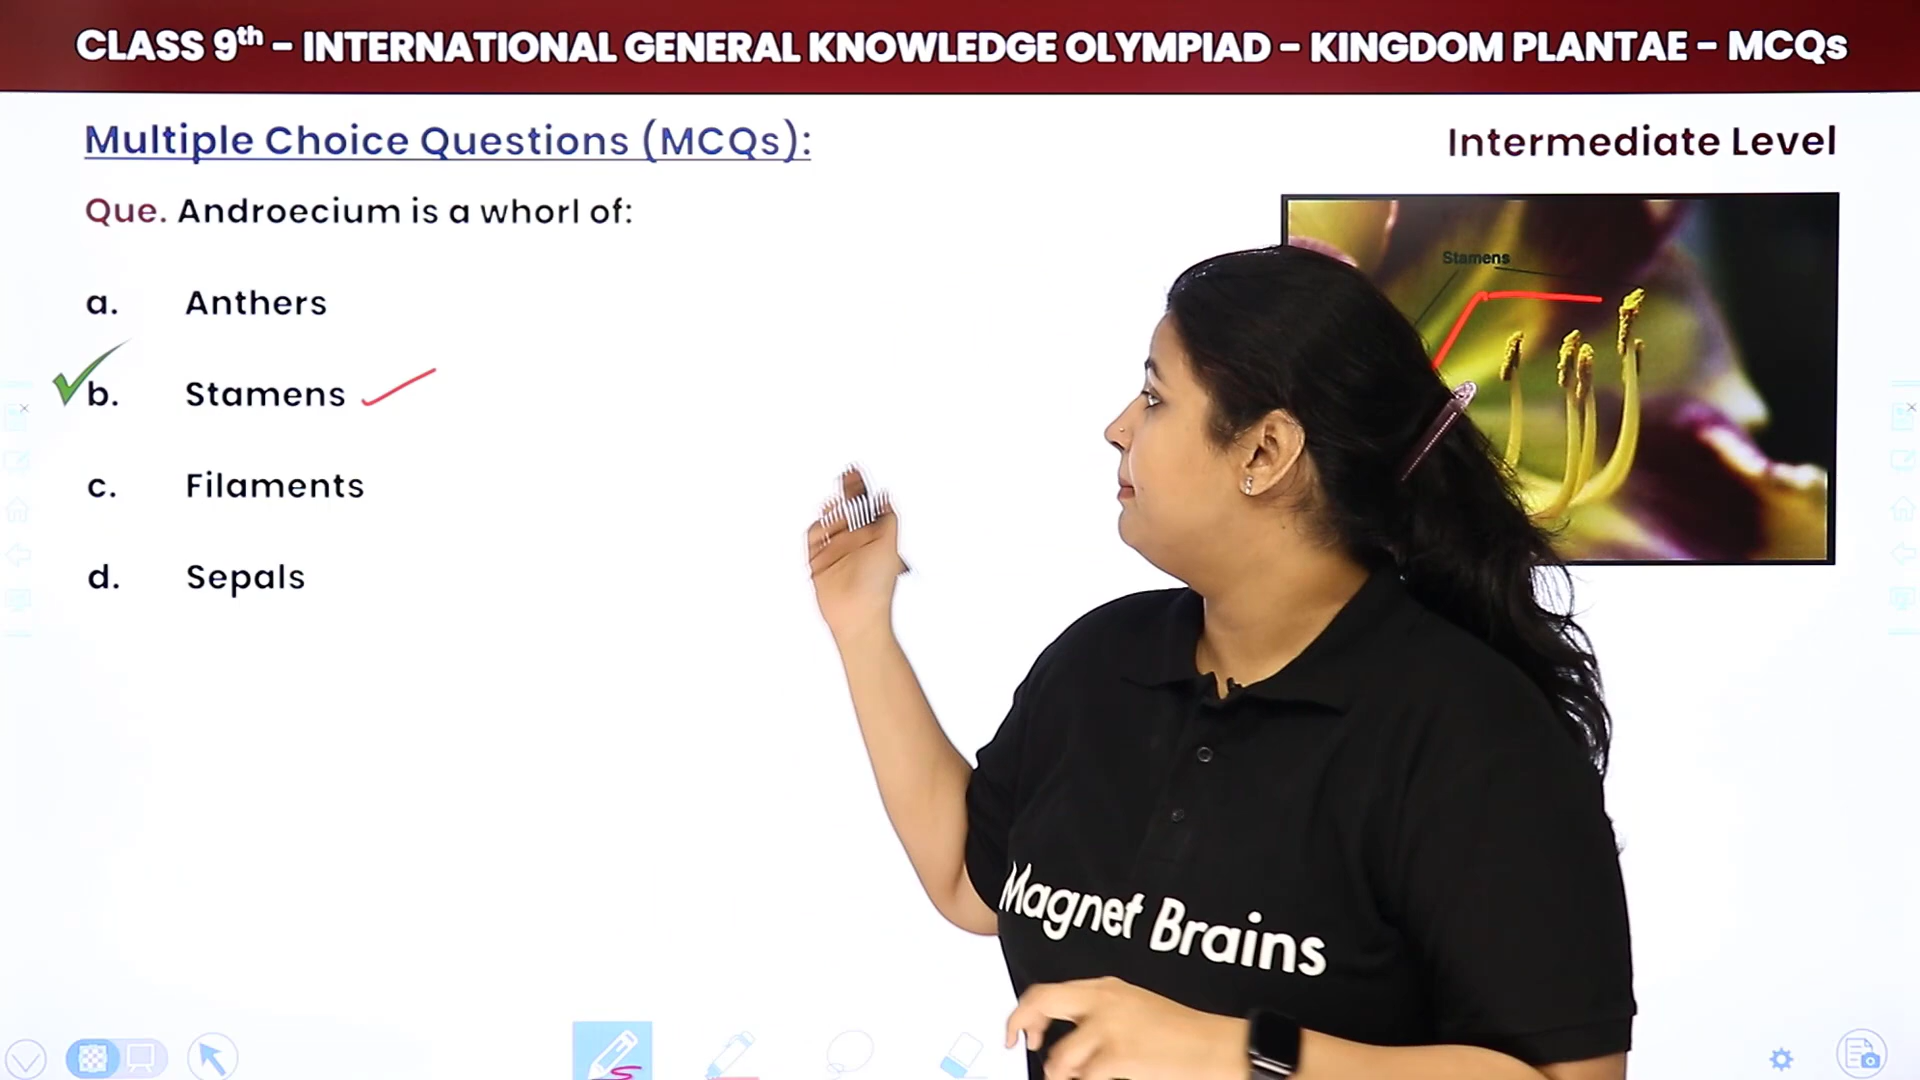 CLASS 9th – INTERNATIONAL GENERAL KNOWLEDGE OLYMPIAD – KINGDOM PLANTAE – MCQs
Multiple Choice Questions (MCQs):
Intermediate Level
Que. Androecium is a whorl of:
a. Anthers
b. Stamens
c. Filaments
d. Sepals
Stamens
Magnet Brains